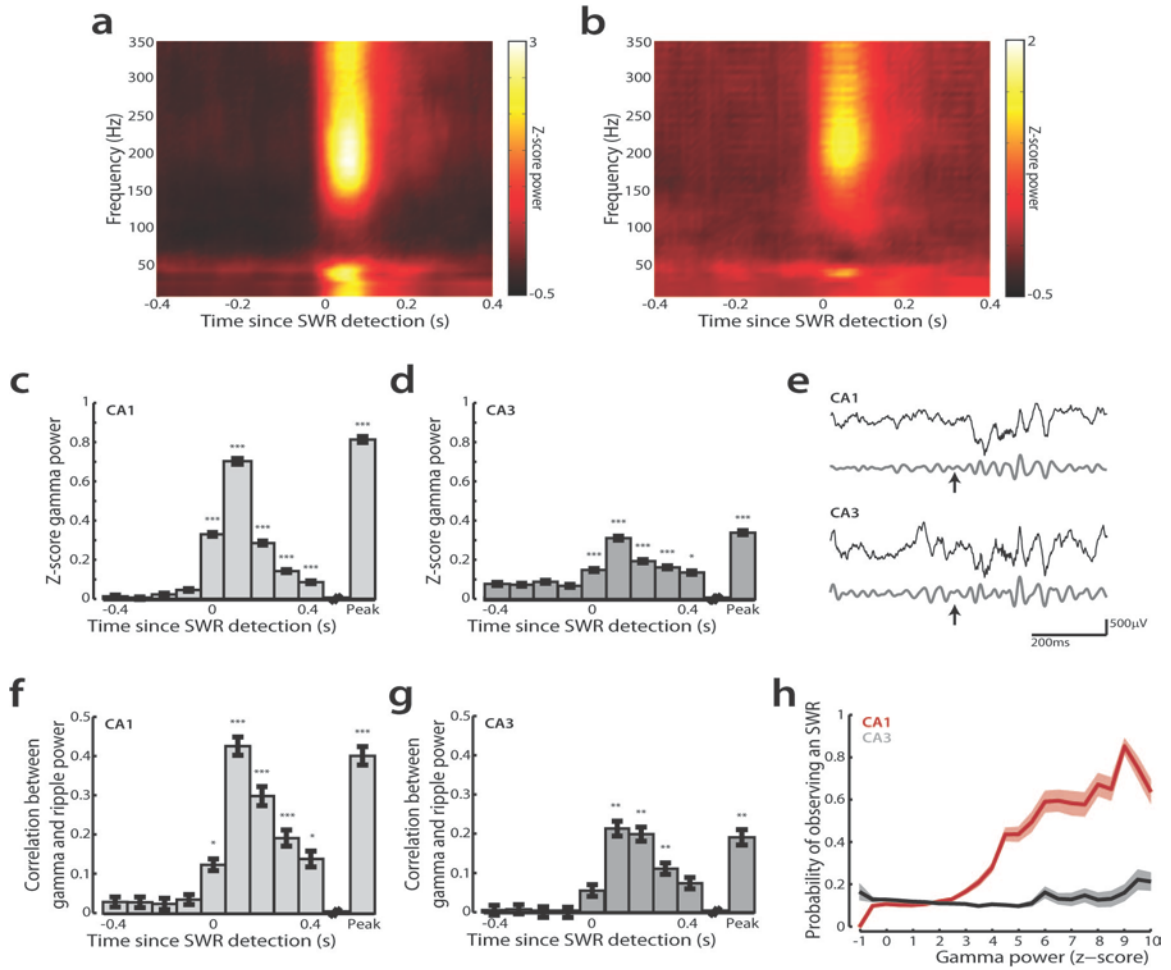 a
350
300
250
200
150
100
50
Frequency (Hz)
-0.4
-0.2
0
0.2
0.4
Time since SWR detection (s)
3
Z-score power
-0.5
b
350
300
250
200
150
100
50
Frequency (Hz)
-0.4
-0.2
0
0.2
0.4
Time since SWR detection (s)
2
Z-score power
-0.5
c
CA1
1
0.8
0.6
0.4
0.2
0
Z-score gamma power
***
***
***
***
***
***
-0.4
0
0.4
Peak
Time since SWR detection (s)
d
CA3
1
0.8
0.6
0.4
0.2
0
Z-score gamma power
***
***
***
***
*
***
-0.4
0
0.4
Peak
Time since SWR detection (s)
e
CA1
CA3
500μV
200ms
f
CA1
0.5
0.4
0.3
0.2
0.1
0
Correlation between
gamma and ripple power
*
***
***
***
*
***
-0.4
0
0.4
Peak
Time since SWR detection (s)
g
CA3
0.5
0.4
0.3
0.2
0.1
0
Correlation between
gamma and ripple power
**
**
**
**
-0.4
0
0.4
Peak
Time since SWR detection (s)
h
CA1
CA3
1
0.8
0.6
0.4
0.2
0
Probability of observing an SWR
-1 0 1 2 3 4 5 6 7 8 9 10
Gamma power (z-score)